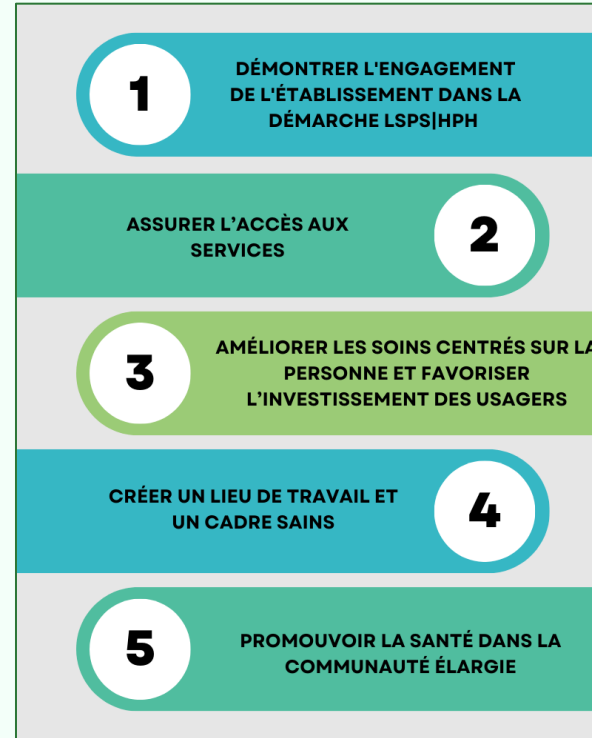 1
DÉMONTRER L'ENGAGEMENT
DE L'ÉTABLISSEMENT DANS LA
DÉMARCHE LSPS|HPH
ASSURER L’ACCÈS AUX
SERVICES
2
3
AMÉLIORER LES SOINS CENTRÉS SUR LA
PERSONNE ET FAVORISER
L’INVESTISSEMENT DES USAGERS
CRÉER UN LIEU DE TRAVAIL ET
UN CADRE SAINS
4
5
PROMOUVOIR LA SANTÉ DANS LA
COMMUNAUTÉ ÉLARGIE